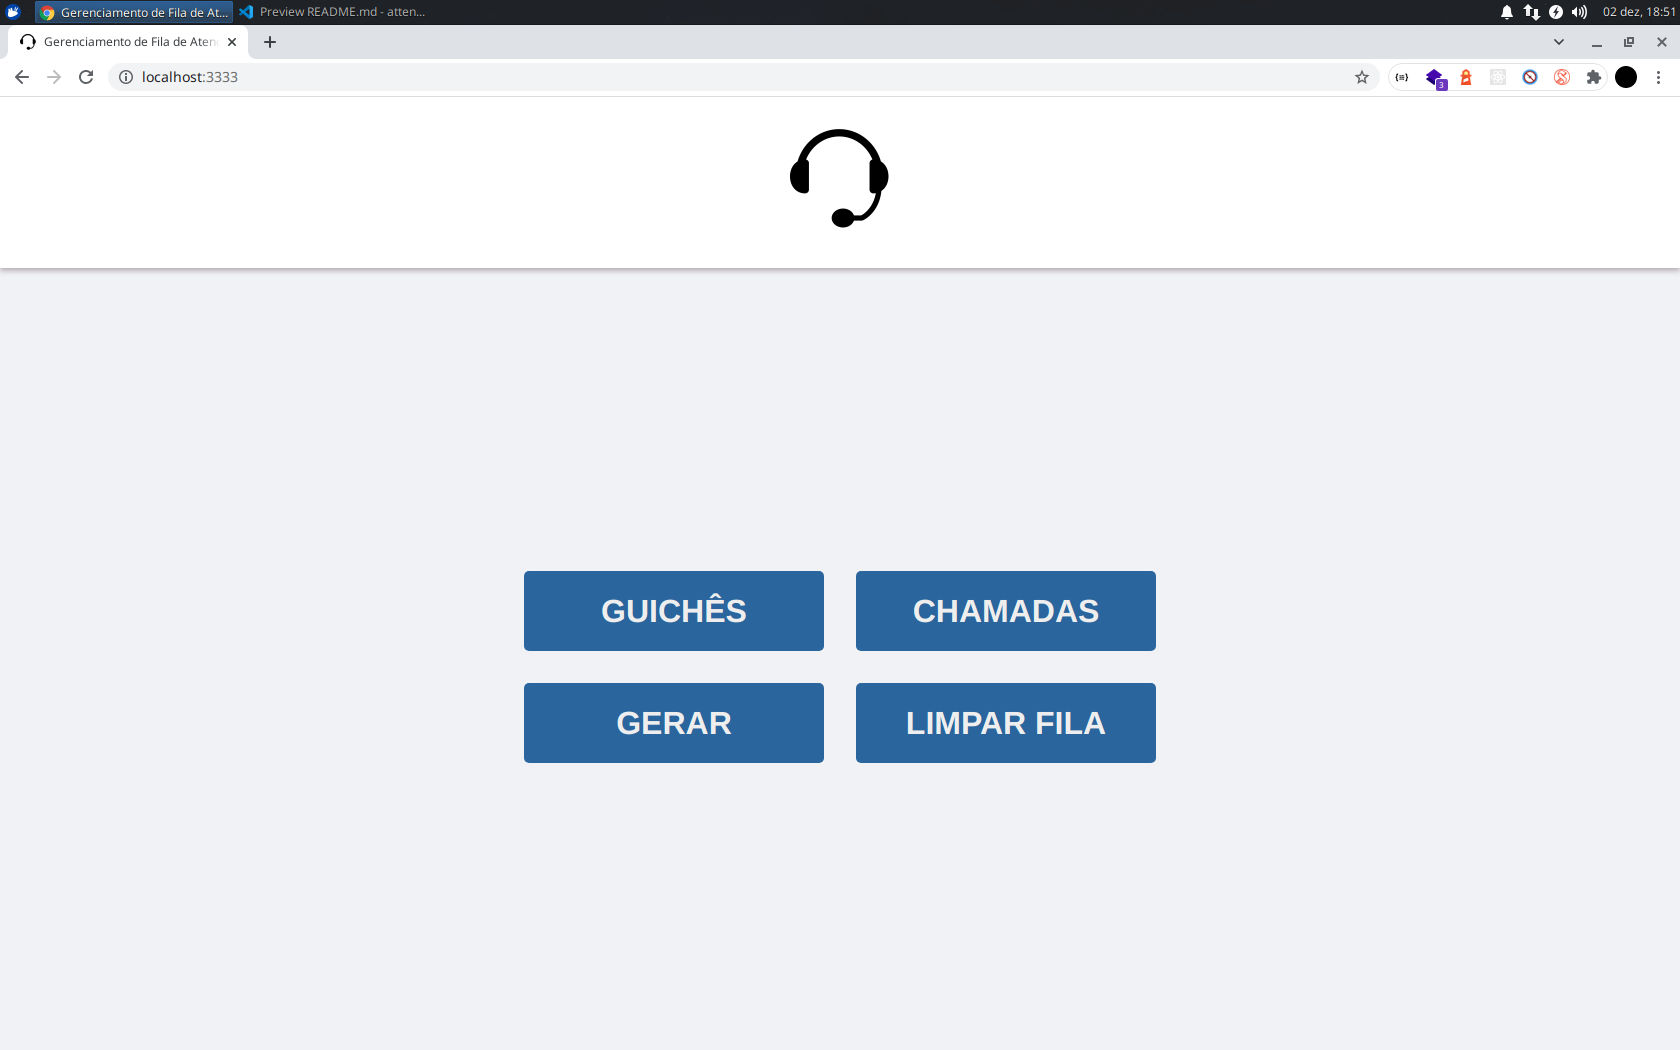 Gerenciamento de Fila de At...
Preview README.md - atten...
02 dez, 18:51
Gerenciamento de Fila de Aten
localhost:3333
3
GUICHÊS
CHAMADAS
GERAR
LIMPAR FILA